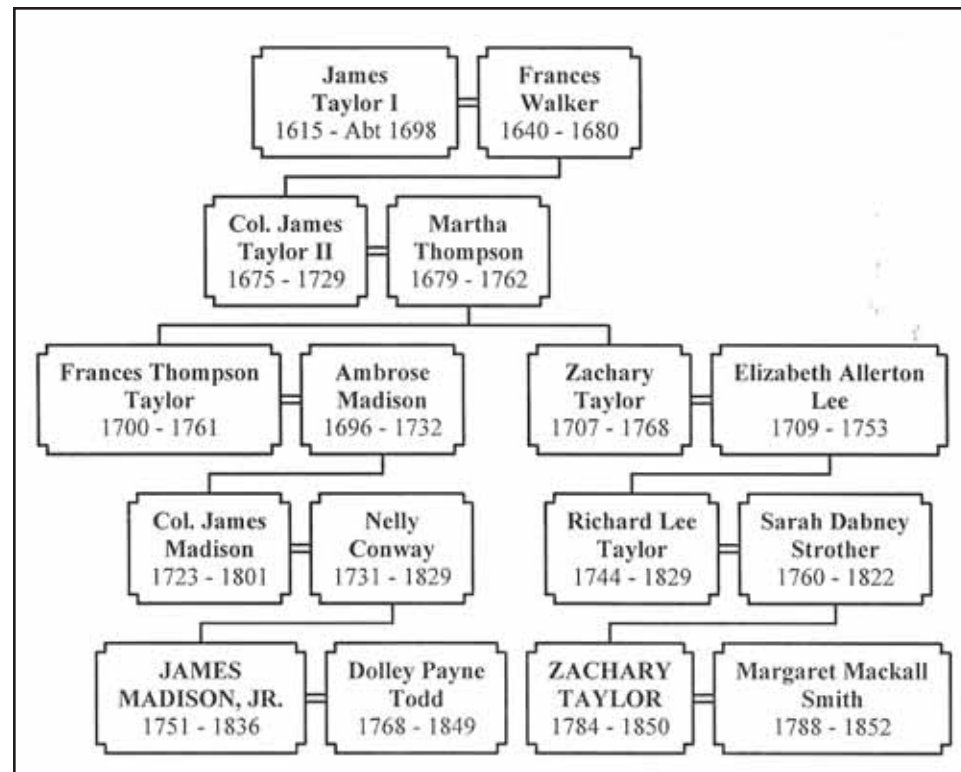 James
Taylor I
1615 - Abt 1698
Frances
Walker
1640 - 1680
Col. James
Taylor II
1675 - 1729
Martha
Thompson
1679 - 1762
Frances Thompson
Taylor
1700 - 1761
Ambrose
Madison
1696 - 1732
Zachary
Taylor
1707 - 1768
Elizabeth Allerton
Lee
1709 - 1753
Col. James
Madison
1723 - 1801
Nelly
Conway
1731 - 1829
Richard Lee
Taylor
1744 - 1829
Sarah Dabney
Strother
1760 - 1822
JAMES
MADISON, JR.
1751 - 1836
Dolley Payne
Todd
1768 - 1849
ZACHARY
TAYLOR
1784 - 1850
Margaret Mackall
Smith
1788 - 1852